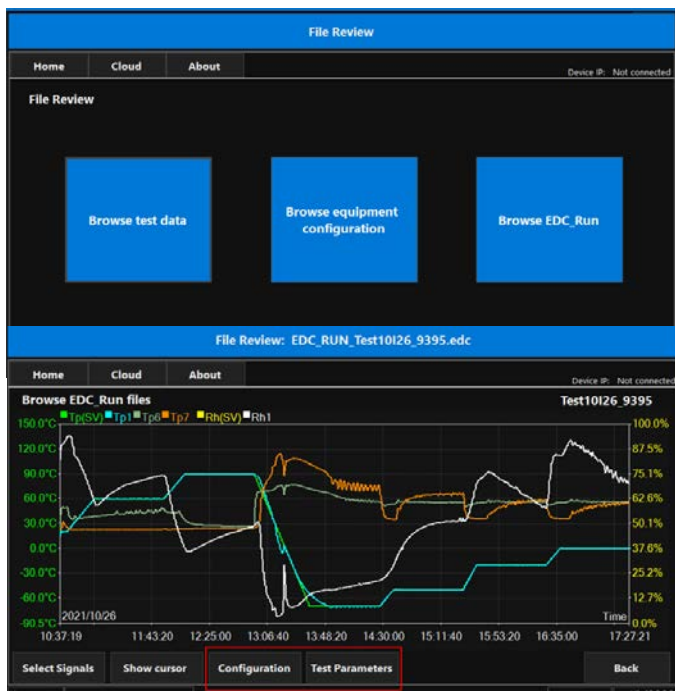 File Review
Home Cloud About
Device IP: Not connected
File Review
Browse test data
Browse equipment
configuration
Browse EDC_Run
File Review: EDC_RUN_Test10I26_9395.edc
Home Cloud About
Device IP: Not connected
Browse EDC_Run files Test10I26_9395
Tp(SV) Tp1 Tp6 Tp7 Rh(SV) Rh1
150.0°C 100.0%
120.0°C 87.5%
90.0°C 75.1%
60.0°C 62.6%
30.0°C 50.1%
0.0°C 37.6%
-30.0°C 25.2%
-60.0°C 12.7%
-90.5°C 0.0%
2021/10/26 Time
10:37:19 11:43:20 12:25:00 13:06:40 13:48:20 14:30:00 15:11:40 15:53:20 16:35:00 17:27:21
Select Signals Show cursor Configuration Test Parameters Back